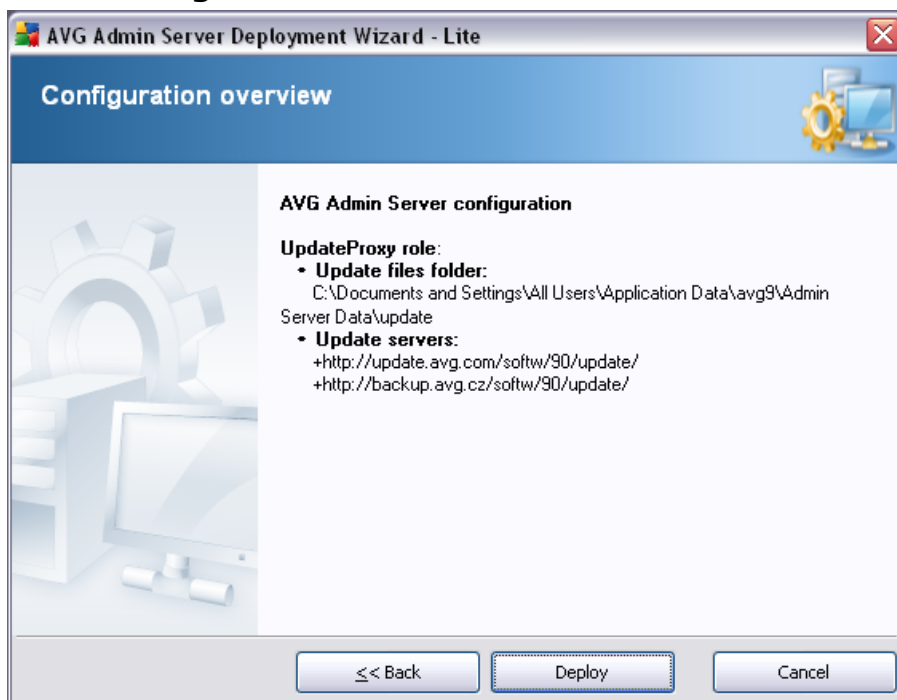 AVG Admin Server Deployment Wizard - Lite
Configuration overview
AVG Admin Server configuration
UpdateProxy role:
• Update files folder:
C:\Documents and Settings\All Users\Application Data\avg9\Admin
Server Data\update
• Update servers:
+http://update.avg.com/softw/90/update/
+http://backup.avg.cz/softw/90/update/
<< Back
Deploy
Cancel